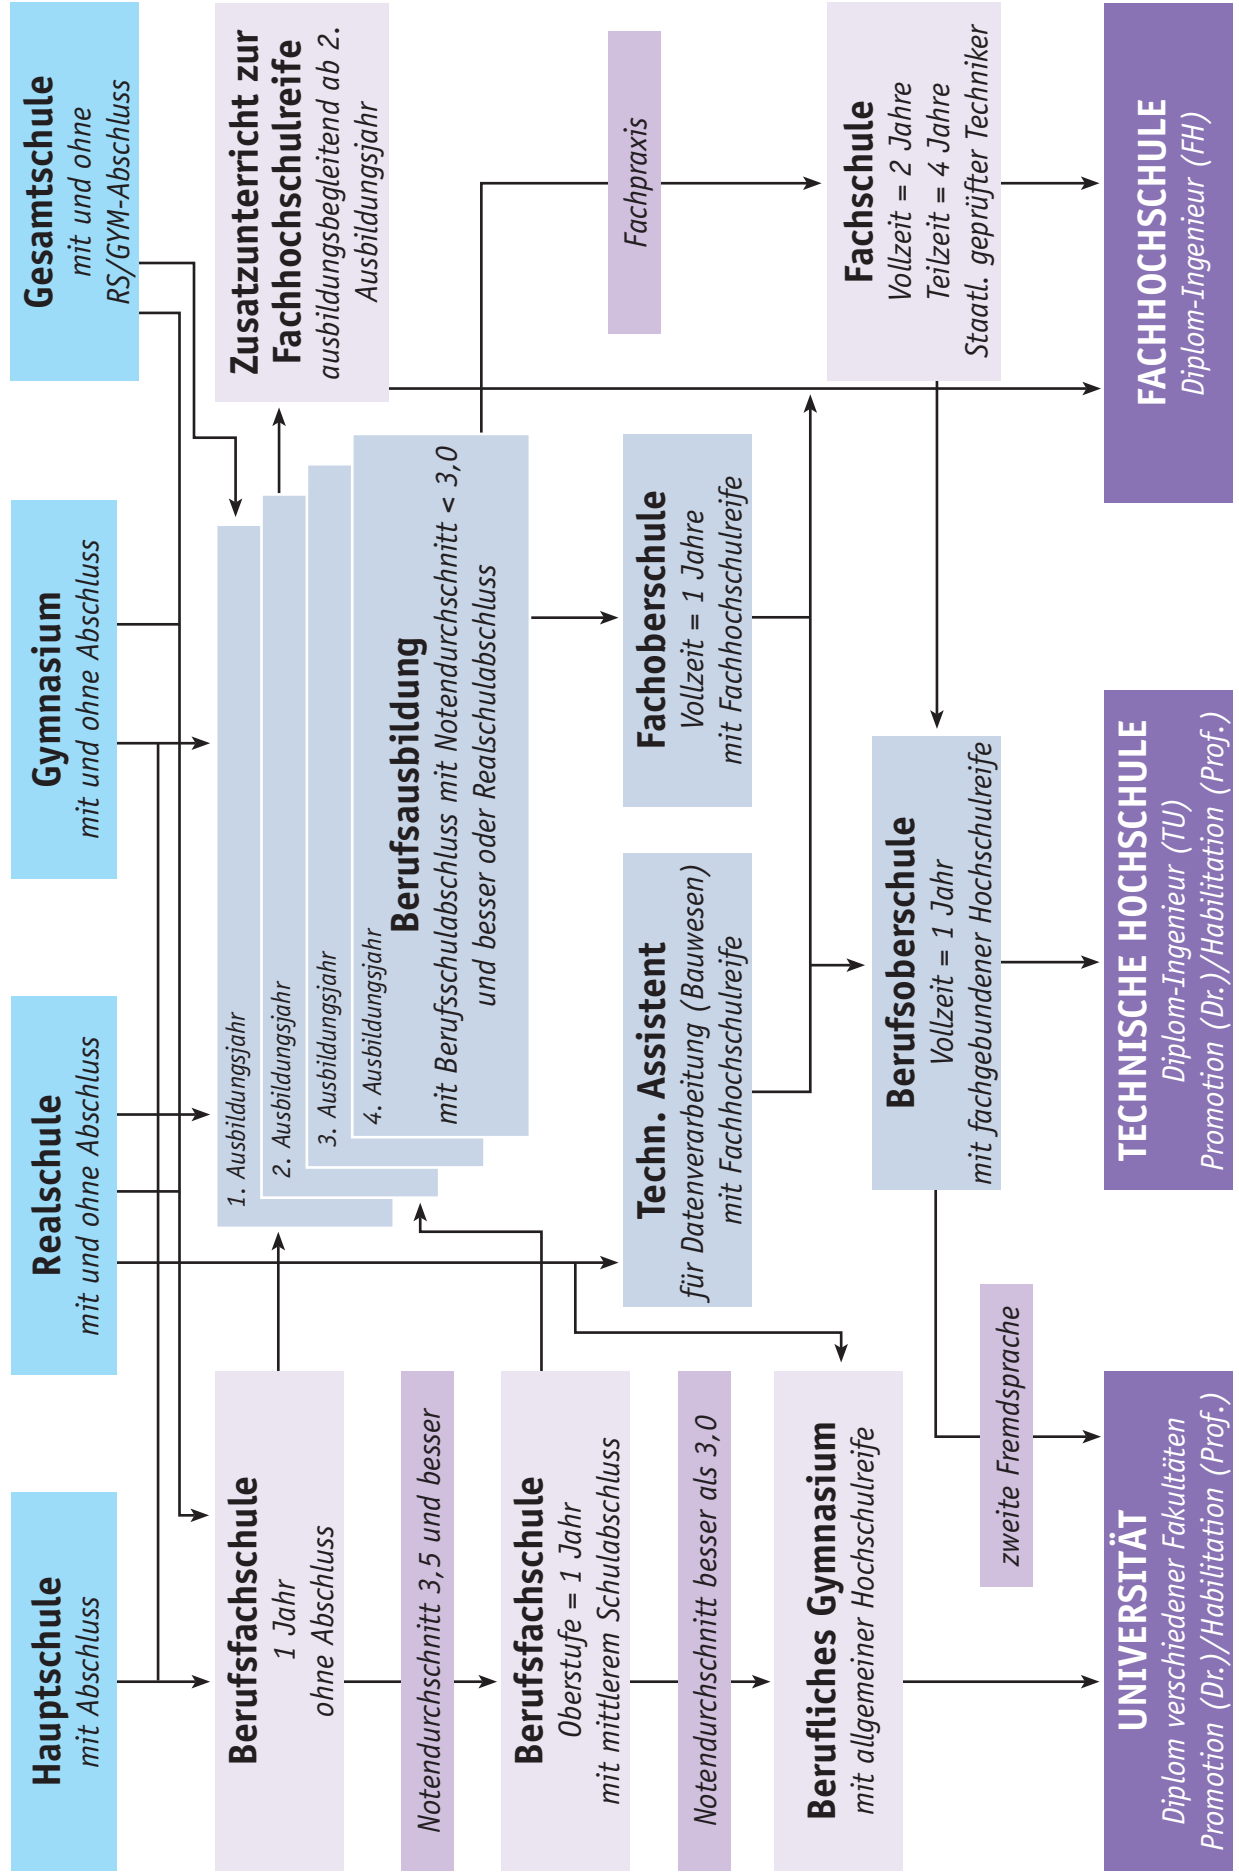 Hauptschule
mit Abschluss
Realschule
mit und ohne Abschluss
Gymnasium
mit und ohne Abschluss
Gesamtschule
mit und ohne
RS/GYM-Abschluss
Berufsfachschule
1 Jahr
ohne Abschluss
Notendurchschnitt 3,5 und besser
Berufsfachschule
Oberstufe = 1 Jahr
mit mittlerem Schulabschluss
Notendurchschnitt besser als 3,0
Berufliches Gymnasium
mit allgemeiner Hochschulreife
1. Ausbildungsjahr
2. Ausbildungsjahr
3. Ausbildungsjahr
4. Ausbildungsjahr
Berufsausbildung
mit Berufsschulabschluss mit Notendurchschnitt < 3,0
und besser oder Realschulabschluss
Zusatzunterricht zur
Fachhochschulreife
ausbildungsbegleitend ab 2.
Ausbildungsjahr
Techn. Assistent
für Datenverarbeitung (Bauwesen)
mit Fachhochschulreife
Fachoberschule
Vollzeit = 1 Jahre
mit Fachhochschulreife
Fachpraxis
Berufsoberschule
Vollzeit = 1 Jahr
mit fachgebundener Hochschulreife
Fachschule
Vollzeit = 2 Jahre
Teilzeit = 4 Jahre
Staatl. geprüfter Techniker
zweite Fremdsprache
UNIVERSITÄT
Diplom verschiedener Fakultäten
Promotion (Dr.)/Habilitation (Prof.)
TECHNISCHE HOCHSCHULE
Diplom-Ingenieur (TU)
Promotion (Dr.)/Habilitation (Prof.)
FACHHOCHSCHULE
Diplom-Ingenieur (FH)